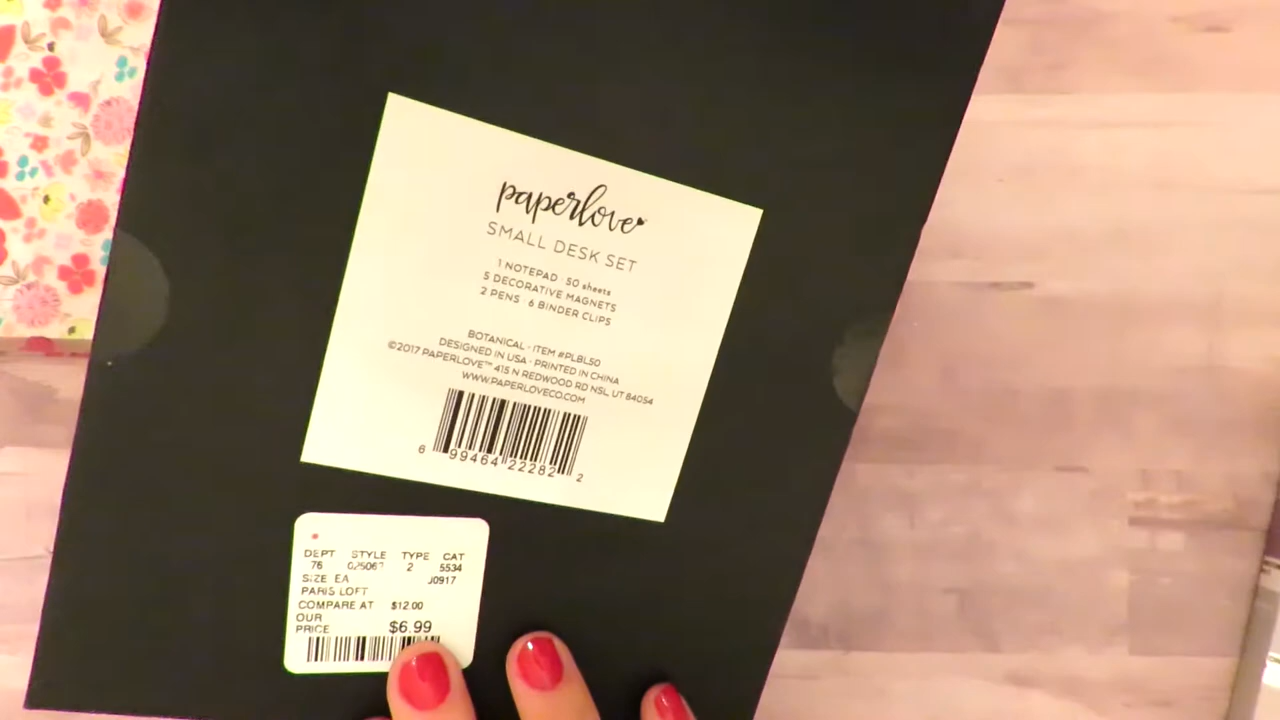 paperlove
SMALL DESK SET
1 NOTEPAD · 50 sheets
5 DECORATIVE MAGNETS
2 PENS · 6 BINDER CLIPS
BOTANICAL · ITEM #PLBL50
DESIGNED IN USA · PRINTED IN CHINA
©2017 PAPERLOVE™ 415 N REDWOOD RD NSL, UT 84054
WWW.PAPERLOVECO.COM
6 99464 22282 2
DEPT STYLE TYPE CAT
76 025067 2 5534
SIZE EA J0917
PARIS LOFT
COMPARE AT $12.00
OUR
PRICE $6.99